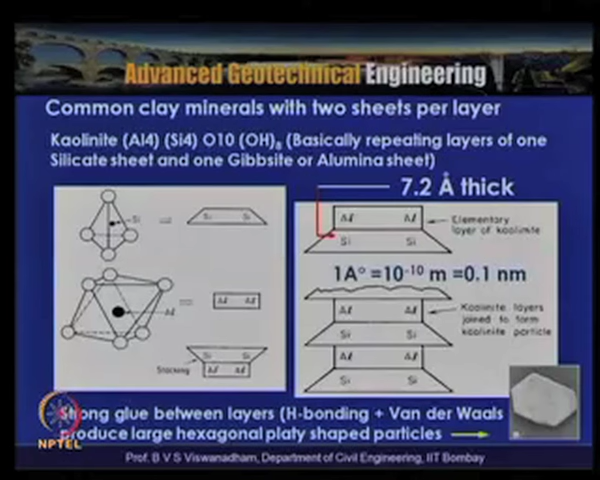 Advanced Geotechnical Engineering
Common clay minerals with two sheets per layer
Kaolinite (Al4) (Si4) O10 (OH)8 (Basically repeating layers of one
Silicate sheet and one Gibbsite or Alumina sheet)
7.2 Å thick
Si
Si Si
Al
Al Al
Stacking
Si Si
Al Al
Al Al
Si Si
Elementary
layer of kaolinite
1A° =10-10 m =0.1 nm
Al Al
Si Si
Al Al
Si Si
Kaolinite layers
joined to form
kaolinite particle
Strong glue between layers (H-bonding + Van der Waals
produce large hexagonal platy shaped particles
NPTEL
Prof. B V S Viswanadham, Department of Civil Engineering, IIT Bombay